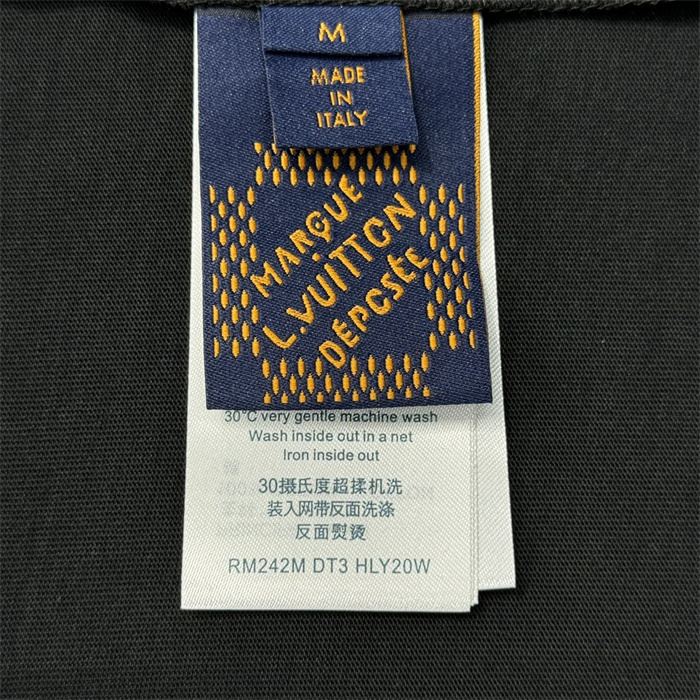 M
MADE
IN
ITALY
MARQUE
L.VUITTON
DÉPOSÉE
30°C very gentle machine wash
Wash inside out in a net
Iron inside out
30摄氏度超揉机洗
装入网带反面洗涤
反面熨烫
RM242M DT3 HLY20W